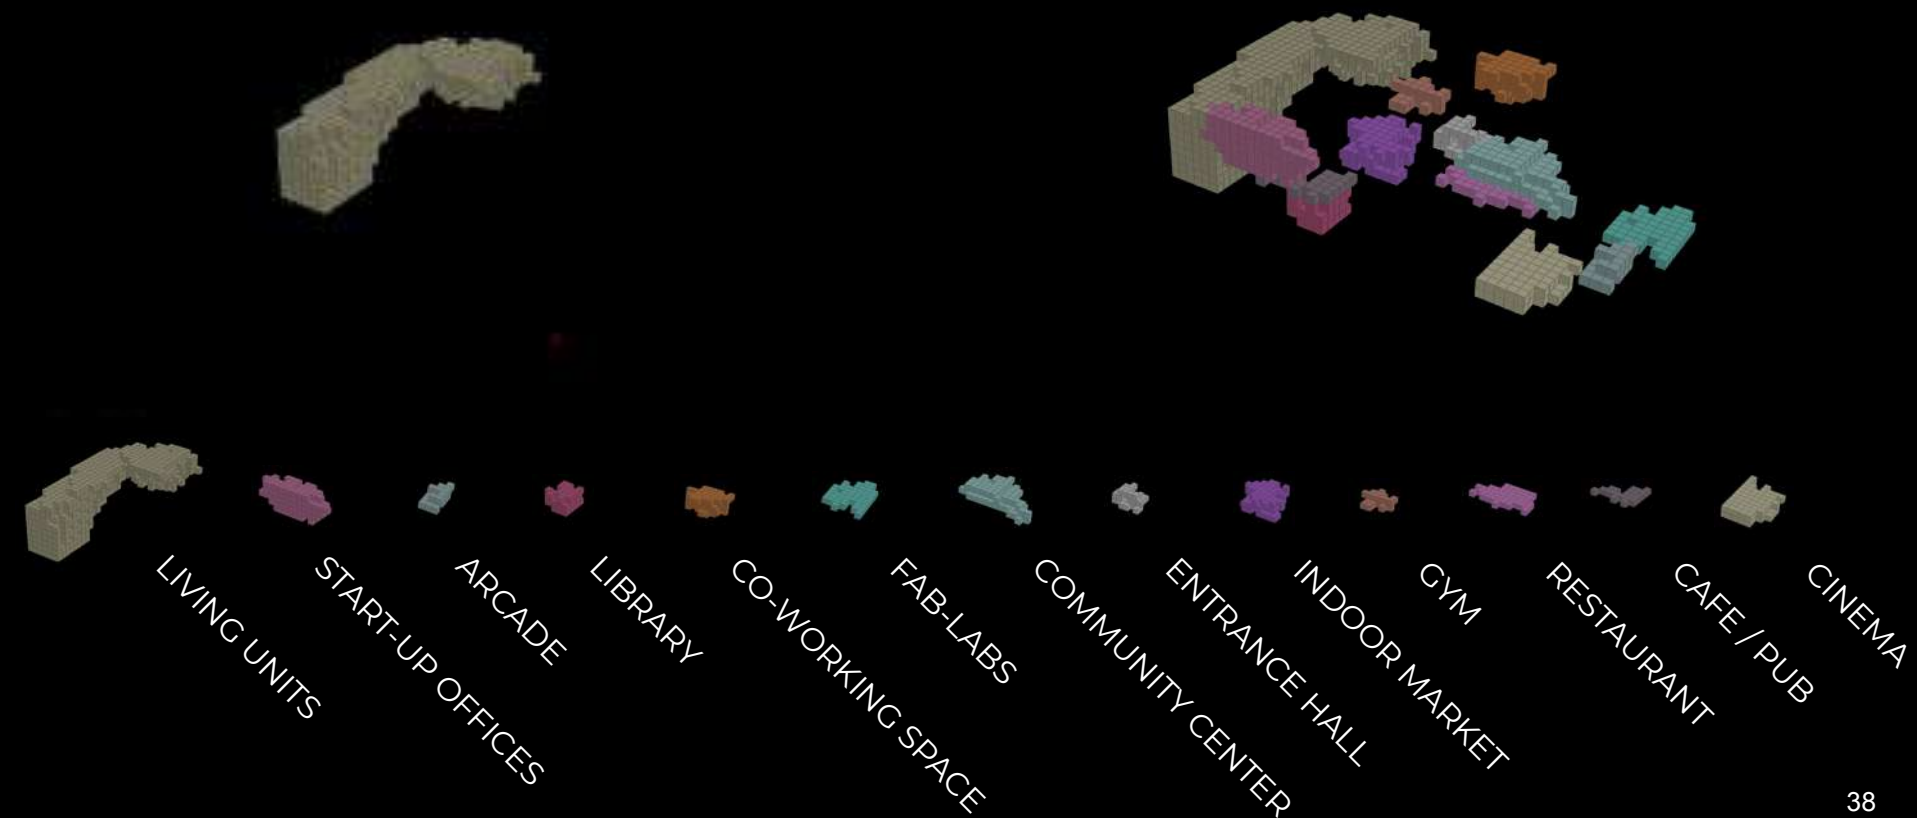 LIVING UNITS
START-UP OFFICES
ARCADE
LIBRARY
CO-WORKING SPACE
FAB-LABS
COMMUNITY CENTER
ENTRANCE HALL
INDOOR MARKET
GYM
RESTAURANT
CAFE / PUB
CINEMA
38